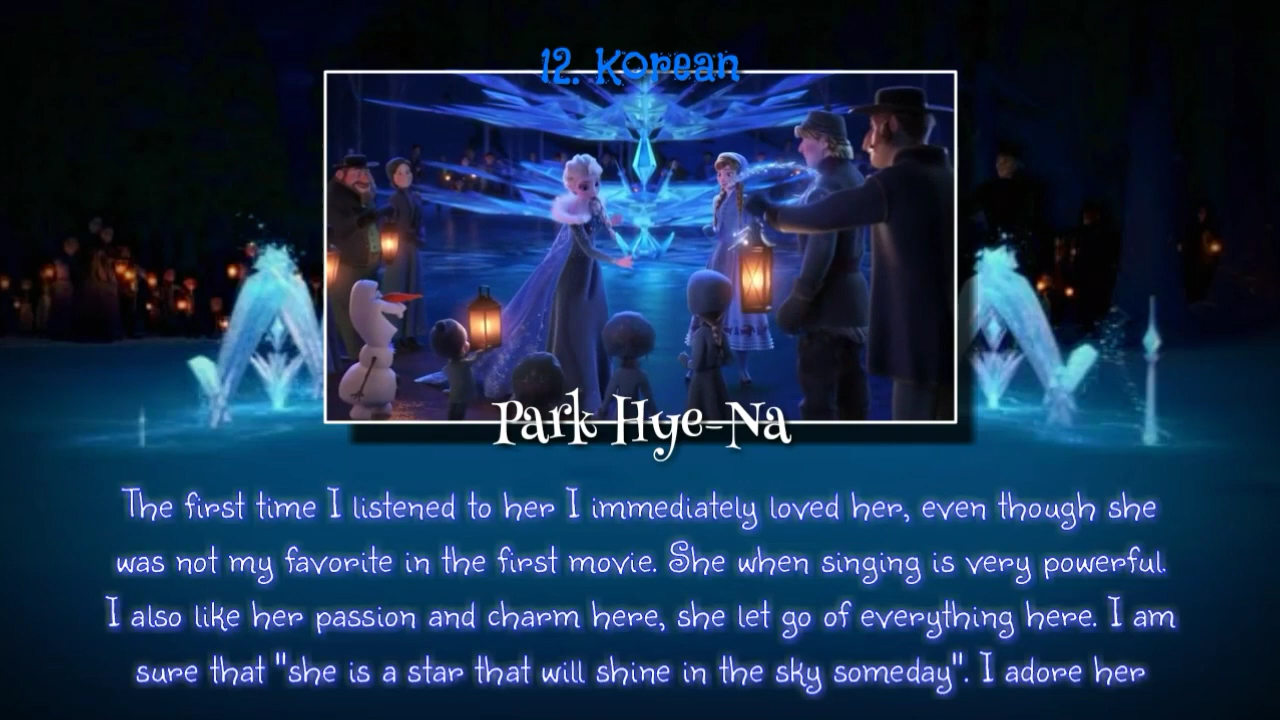 12. Korean
Park Hye-Na
The first time I listened to her I immediately loved her, even though she
was not my favorite in the first movie. She when singing is very powerful.
I also like her passion and charm here, she let go of everything here. I am
sure that "she is a star that will shine in the sky someday". I adore her